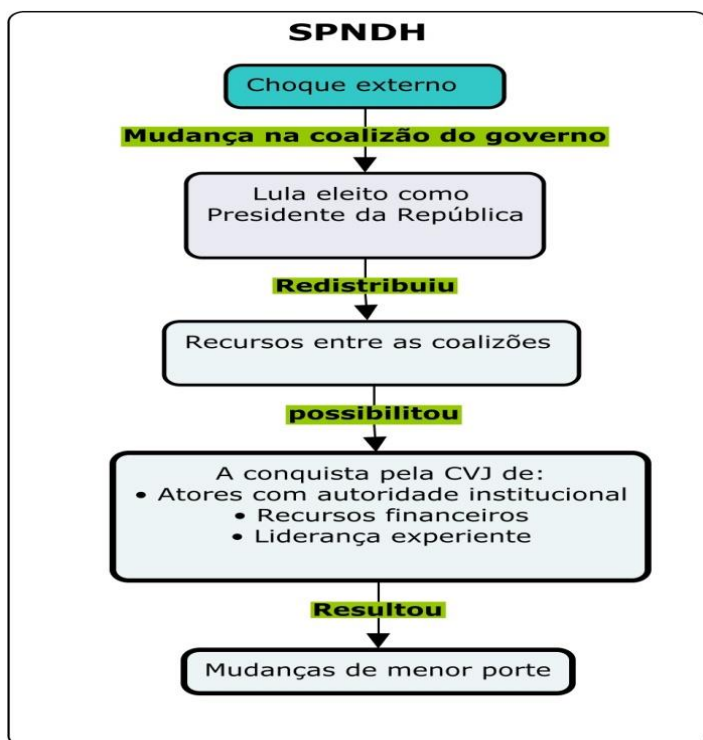 SPNDH
Choque externo
Mudança na coalizão do governo
Lula eleito como
Presidente da República
Redistribuiu
Recursos entre as coalizões
possibilitou
A conquista pela CVJ de:
• Atores com autoridade institucional
• Recursos financeiros
• Liderança experiente
Resultou
Mudanças de menor porte